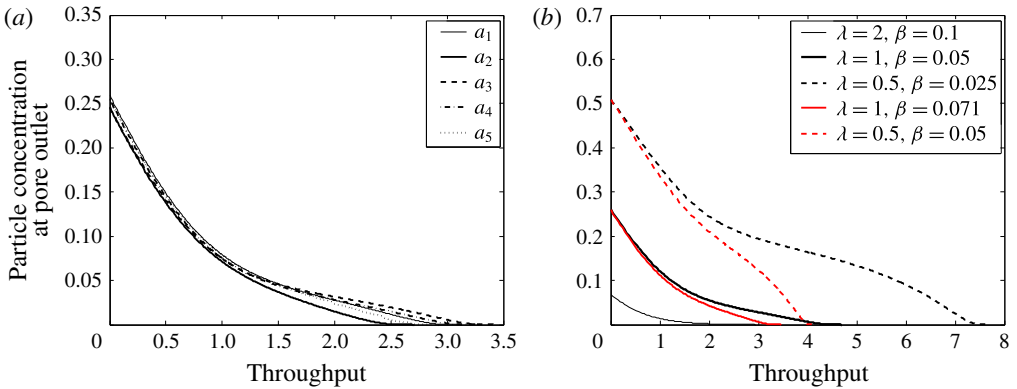 (a)
0.30
0.25
0.20
0.15
0.10
0.05
0
0.5
1.0
1.5
2.0
2.5
3.0
3.5
Particle concentration
at pore outlet
Throughput
a1
a2
a3
a4
a5
(b)
0.7
0.6
0.5
0.4
0.3
0.2
0.1
0
1
2
3
4
5
6
7
8
Throughput
λ = 2, β = 0.1
λ = 1, β = 0.05
λ = 0.5, β = 0.025
λ = 1, β = 0.071
λ = 0.5, β = 0.05